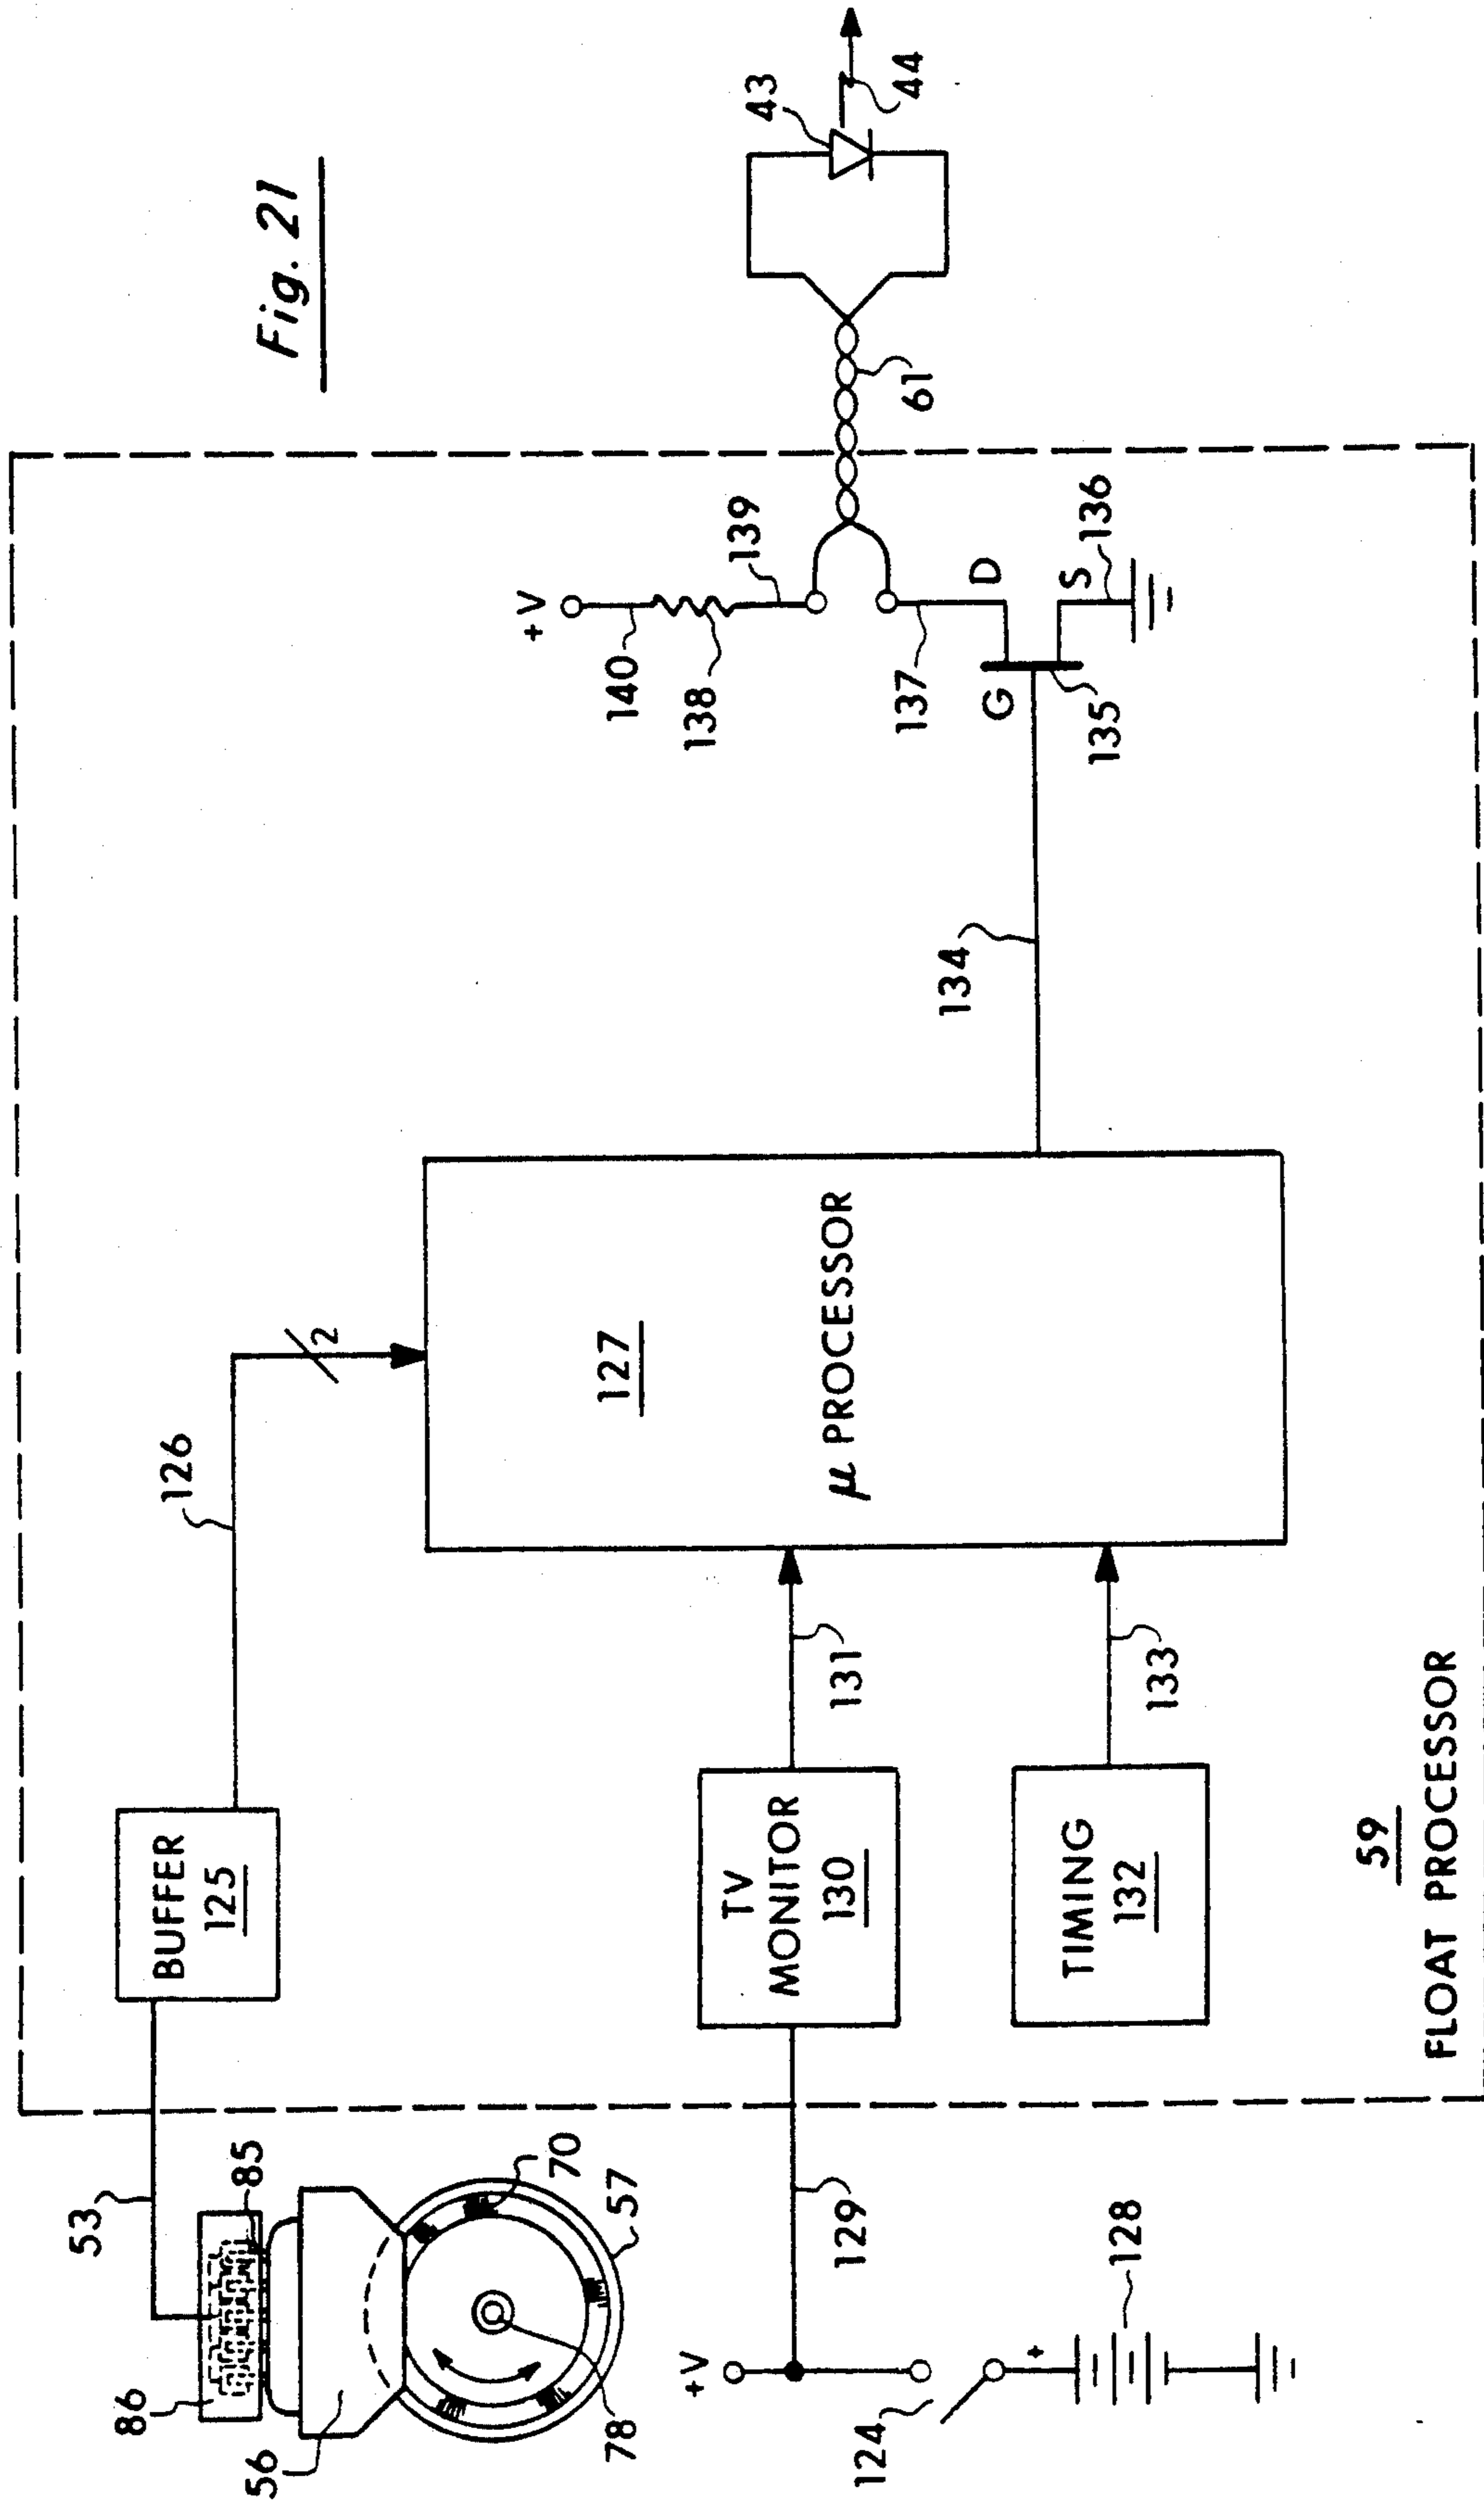 Fig. 21
53
86
85
56
70
57
78
BUFFER
125
126
2
127
μ PROCESSOR
TV
MONITOR
130
131
TIMING
132
133
129
+V
124
+
128
134
+V
140
138
139
137
D
G
S
135
136
61
43
44
59
FLOAT PROCESSOR